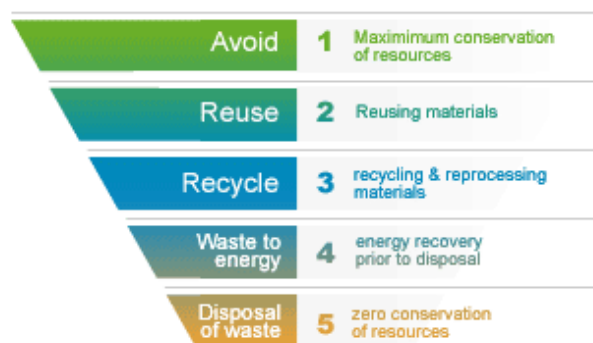 Avoid 1 Maximimum conservation
of resources
Reuse 2 Reusing materials
Recycle 3 recycling & reprocessing
materials
Waste to
energy 4 energy recovery
prior to disposal
Disposal
of waste 5 zero conservation
of resources